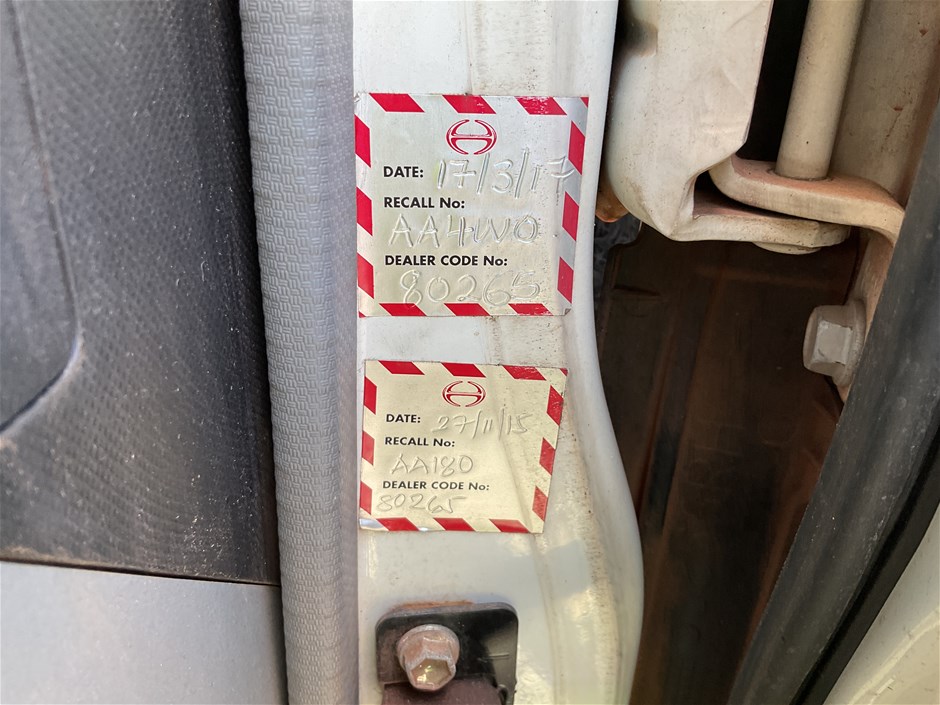 DATE: 17/3/17
RECALL No:
AA4WVO
DEALER CODE No:
80265
DATE: 27/11/15
RECALL No:
AA180
DEALER CODE No:
80265